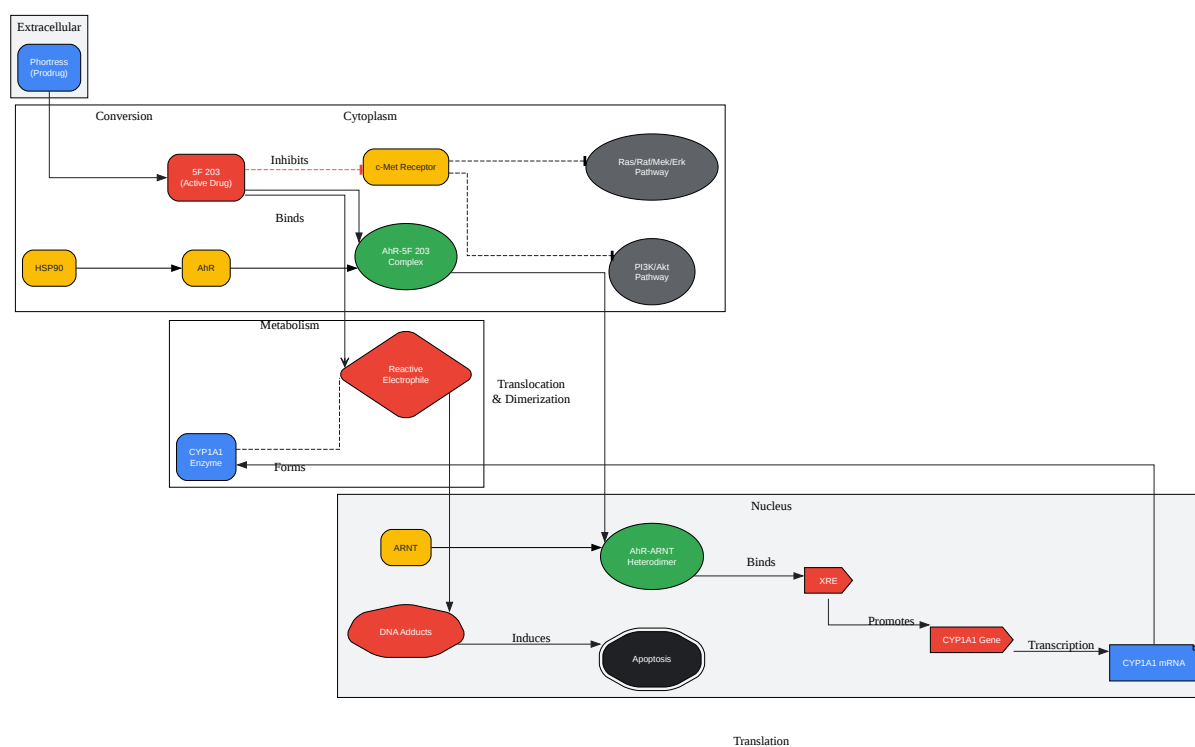 Extracellular
Phortress
(Prodrug)
Conversion
Cytoplasm
5F 203
(Active Drug)
Inhibits
c-Met Receptor
Ras/Raf/Mek/Erk
Pathway
Binds
HSP90
AhR
AhR-5F 203
Complex
PI3K/Akt
Pathway
Metabolism
Reactive
Electrophile
Translocation
& Dimerization
CYP1A1
Enzyme
Forms
Nucleus
ARNT
AhR-ARNT
Heterodimer
Binds
XRE
Promotes
CYP1A1 Gene
Transcription
CYP1A1 mRNA
DNA Adducts
Induces
Apoptosis
Translation